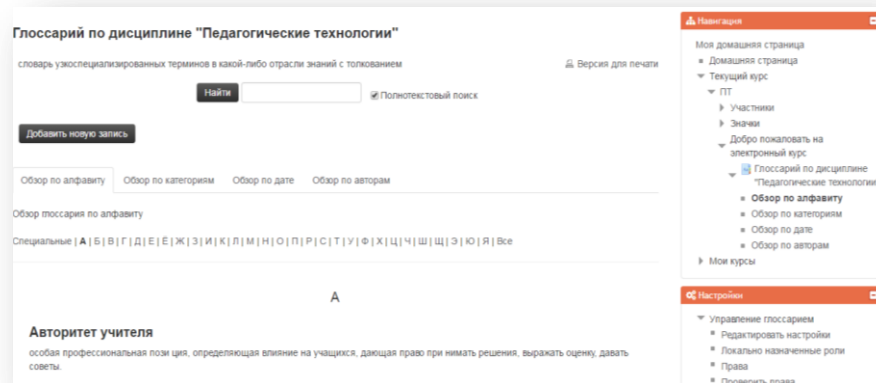 Глоссарий по дисциплине "Педагогические технологии"
словарь узкоспециализированных терминов в какой-либо отрасли знаний с толкованием
Версия для печати
Найти
Полнотекстовый поиск
Добавить новую запись
Обзор по алфавиту Обзор по категориям Обзор по дате Обзор по авторам
Обзор глоссария по алфавиту
Специальные | А | Б | В | Г | Д | Е | Ё | Ж | З | И | К | Л | М | Н | О | П | Р | С | Т | У | Ф | Х | Ц | Ч | Ш | Щ | Э | Ю | Я | Все
А
Авторитет учителя
особая профессиональная пози ция, определяющая влияние на учащихся, дающая право при нимать решения, выражать оценку, давать
советы.
Навигация
Моя домашняя страница
Домашняя страница
Текущий курс
ПТ
Участники
Значки
Добро пожаловать на
электронный курс
Глоссарий по дисциплине
"Педагогические технологии
Обзор по алфавиту
Обзор по категориям
Обзор по дате
Обзор по авторам
Мои курсы
Настройки
Управление глоссарием
Редактировать настройки
Локально назначенные роли
Права
Проверить права